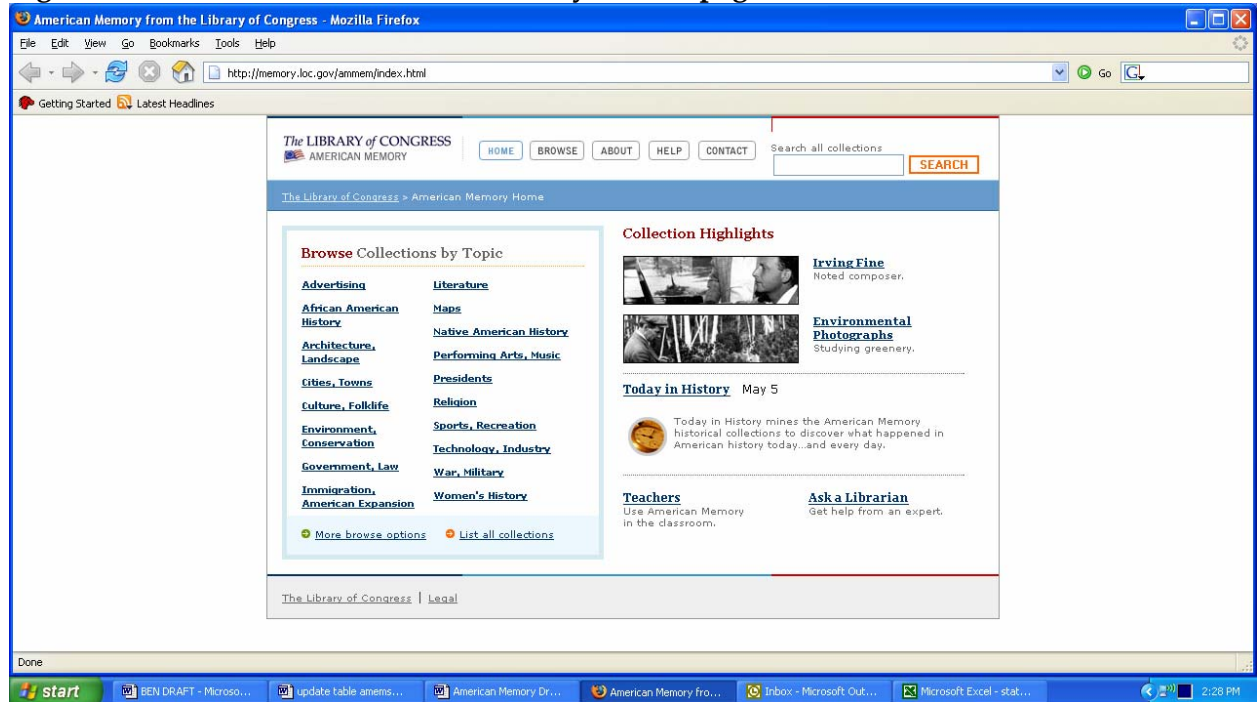 American Memory from the Library of Congress - Mozilla Firefox
File Edit View Go Bookmarks Tools Help
http://memory.loc.gov/ammem/index.html Go G
Getting Started Latest Headlines
The LIBRARY of CONGRESS
AMERICAN MEMORY
HOME BROWSE ABOUT HELP CONTACT
Search all collections
SEARCH
The Library of Congress > American Memory Home
Browse Collections by Topic
Advertising
African American
History
Architecture,
Landscape
Cities, Towns
Culture, Folklife
Environment,
Conservation
Government, Law
Immigration,
American Expansion
Literature
Maps
Native American History
Performing Arts, Music
Presidents
Religion
Sports, Recreation
Technology, Industry
War, Military
Women's History
More browse options List all collections
Collection Highlights
Irving Fine
Noted composer.
Environmental
Photographs
Studying greenery.
Today in History May 5
Today in History mines the American Memory
historical collections to discover what happened in
American history today...and every day.
Teachers
Use American Memory
in the classroom.
Ask a Librarian
Get help from an expert.
The Library of Congress | Legal
Done
start BEN DRAFT - Microso... update table amems... American Memory Dr... American Memory fro... Inbox - Microsoft Out... Microsoft Excel - stat... 2:28 PM